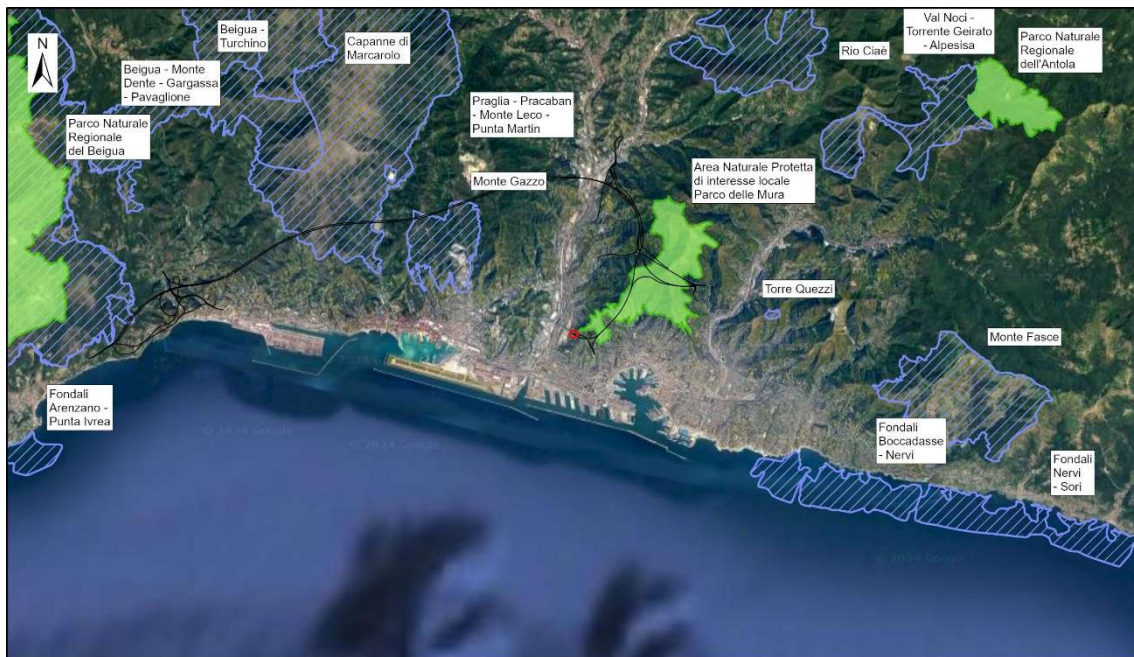 N
Beigua -
Turchino
Capanne di
Marcarolo
Val Noci -
Torrente Geirato
- Alpesisa
Rio Ciaè
Parco Naturale
Regionale
dell'Antola
Beigua - Monte
Dente - Gargassa
- Pavaglione
Praglia - Pracaban
- Monte Leco -
Punta Martin
Parco Naturale
Regionale
del Beigua
Monte Gazzo
Area Naturale Protetta
di interesse locale
Parco delle Mura
Torre Quezzi
Monte Fasce
Fondali
Arenzano -
Punta Ivrea
Fondali
Boccadasse
- Nervi
Fondali
Nervi
- Sori
© 2024 Google
© 2024 Google
© 2024 Google